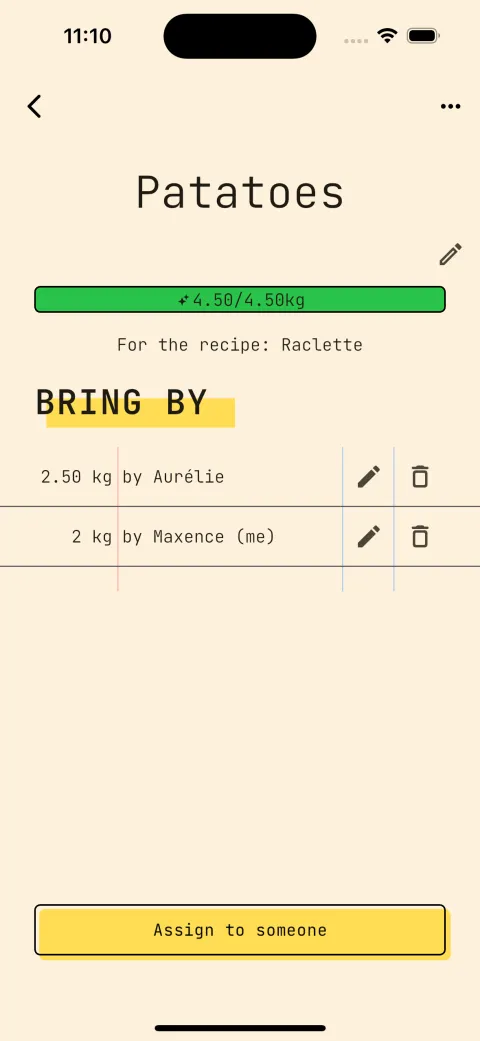 11:10
Patatoes
4.50/4.50kg
For the recipe: Raclette
BRING BY
2.50 kg by Aurélie
2 kg by Maxence (me)
Assign to someone